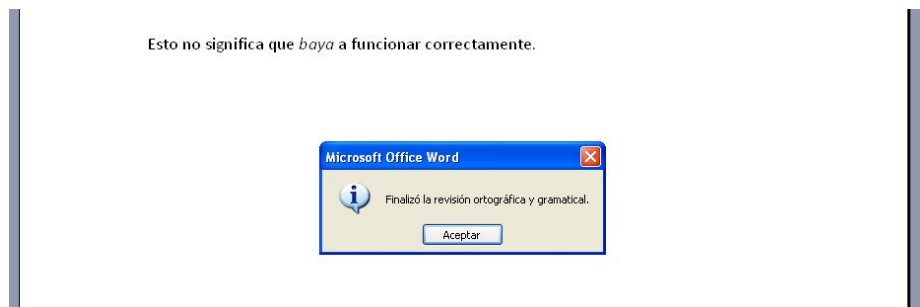 Esto no significa que baya a funcionar correctamente.
Microsoft Office Word
Finalizó la revisión ortográfica y gramatical.
Aceptar